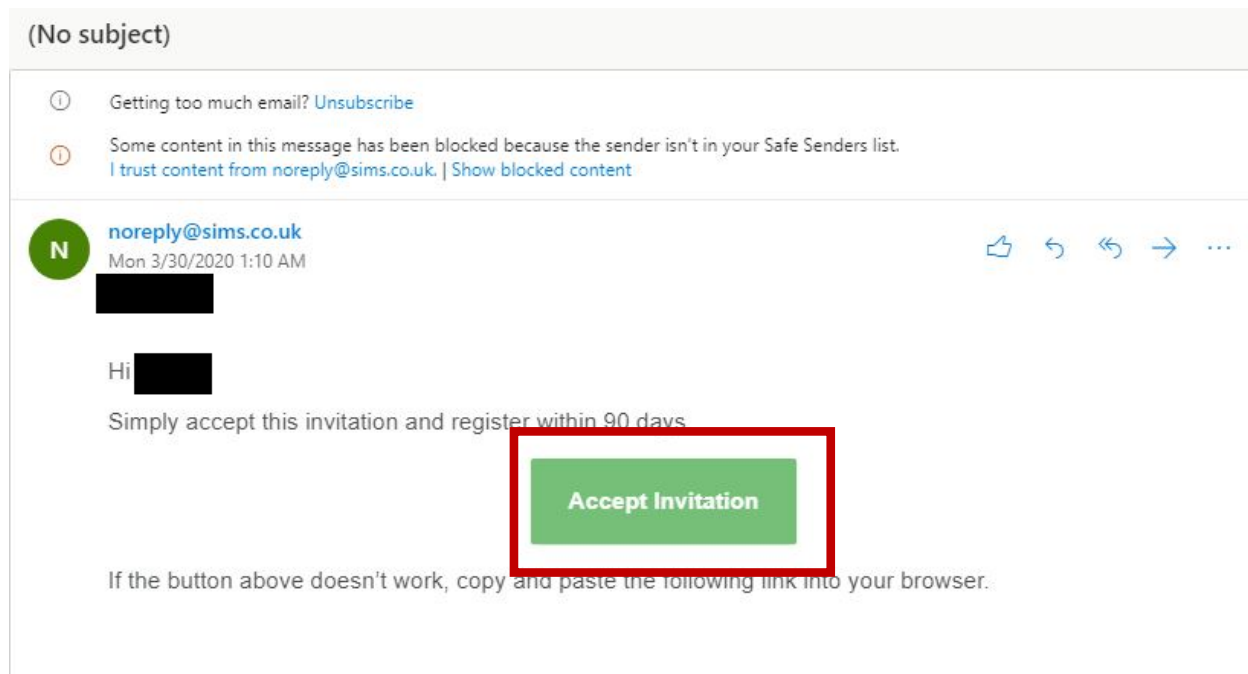 (No subject)
Getting too much email? Unsubscribe
Some content in this message has been blocked because the sender isn't in your Safe Senders list.
I trust content from noreply@sims.co.uk. | Show blocked content
N
noreply@sims.co.uk
Mon 3/30/2020 1:10 AM
Hi
Simply accept this invitation and register within 90 days
Accept Invitation
If the button above doesn’t work, copy and paste the following link into your browser.